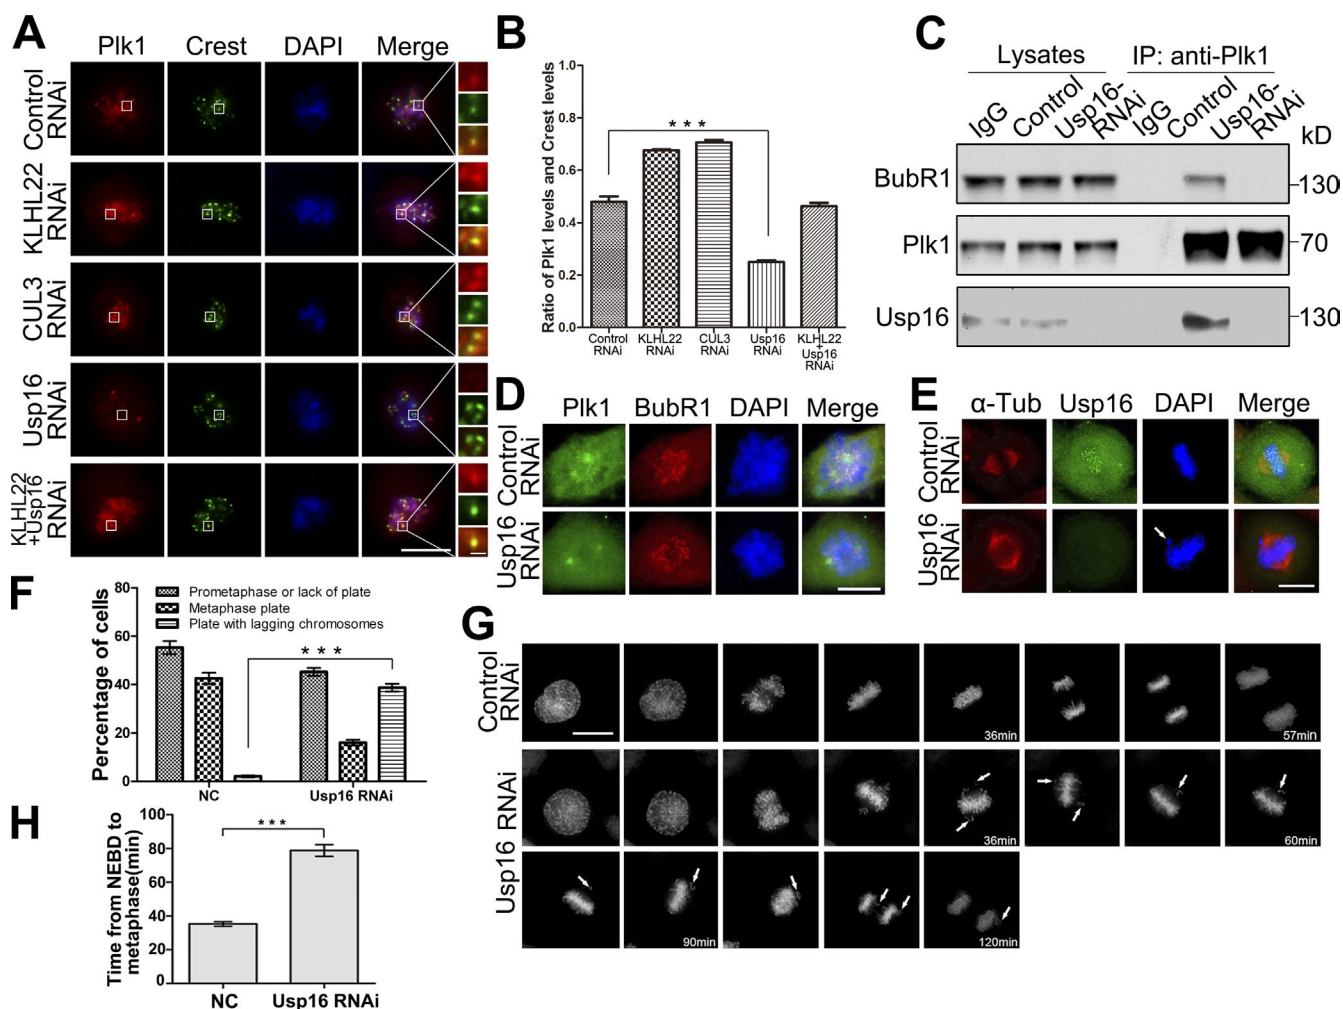 A
Plk1 Crest DAPI Merge
Control
RNAi
KLHL22
RNAi
CUL3
RNAi
Usp16
RNAi
KLHL22
+Usp16
RNAi
B
Ratio of Plk1 levels and Crest levels
1.0
0.8
0.6
0.4
0.2
0.0
***
Control
RNAi
KLHL22
RNAi
CUL3
RNAi
Usp16
RNAi
KLHL22
+
Usp16
RNAi
C
Lysates IP: anti-Plk1
IgG
Control
Usp16-
RNAi
IgG
Control
Usp16-
RNAi
kD
BubR1 130
Plk1 70
Usp16 130
D
Plk1 BubR1 DAPI Merge
Control
RNAi
Usp16
RNAi
E
α-Tub Usp16 DAPI Merge
Control
RNAi
Usp16
RNAi
F
Percentage of cells
80
60
40
20
0
Prometaphase or lack of plate
Metaphase plate
Plate with lagging chromosomes
***
NC Usp16 RNAi
G
Control
RNAi
36min 57min
Usp16 RNAi
36min 60min
90min 120min
H
Time from NEBD to
metaphase(min)
100
80
60
40
20
0
***
NC Usp16 RNAi